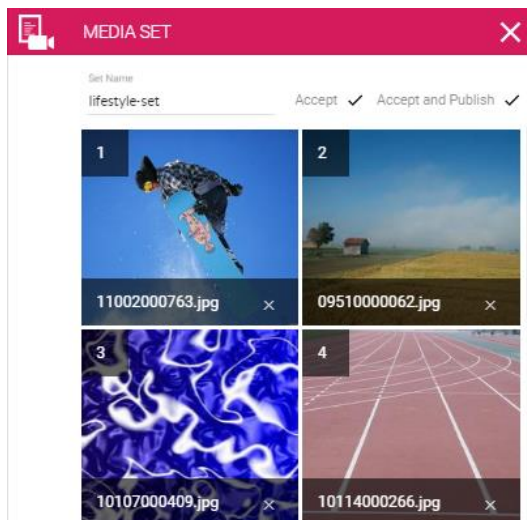 MEDIA SET
Set Name
lifestyle-set
Accept Accept and Publish
1 2
11002000763.jpg 09510000062.jpg
3 4
10107000409.jpg 10114000266.jpg